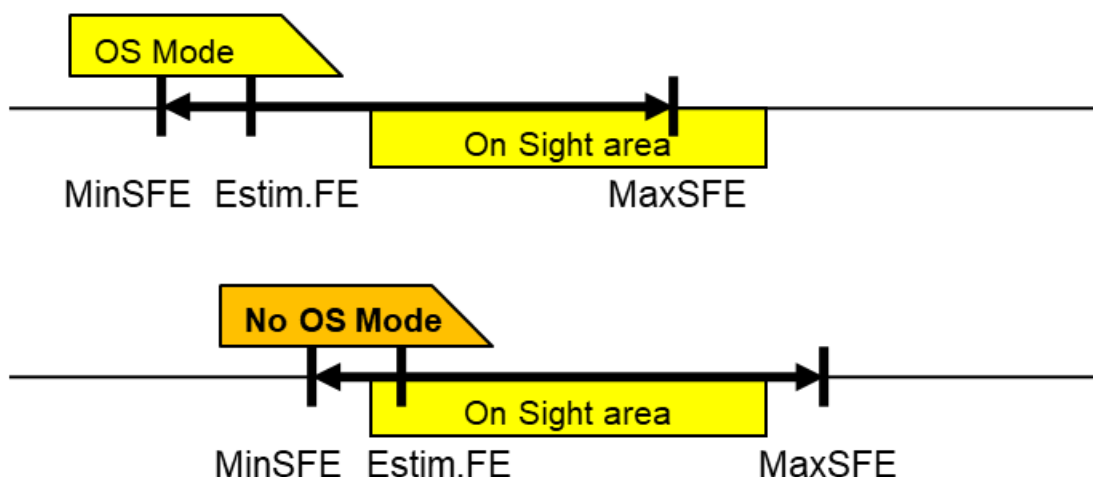 OS Mode
On Sight area
MinSFE Estim.FE MaxSFE
No OS Mode
On Sight area
MinSFE Estim.FE MaxSFE